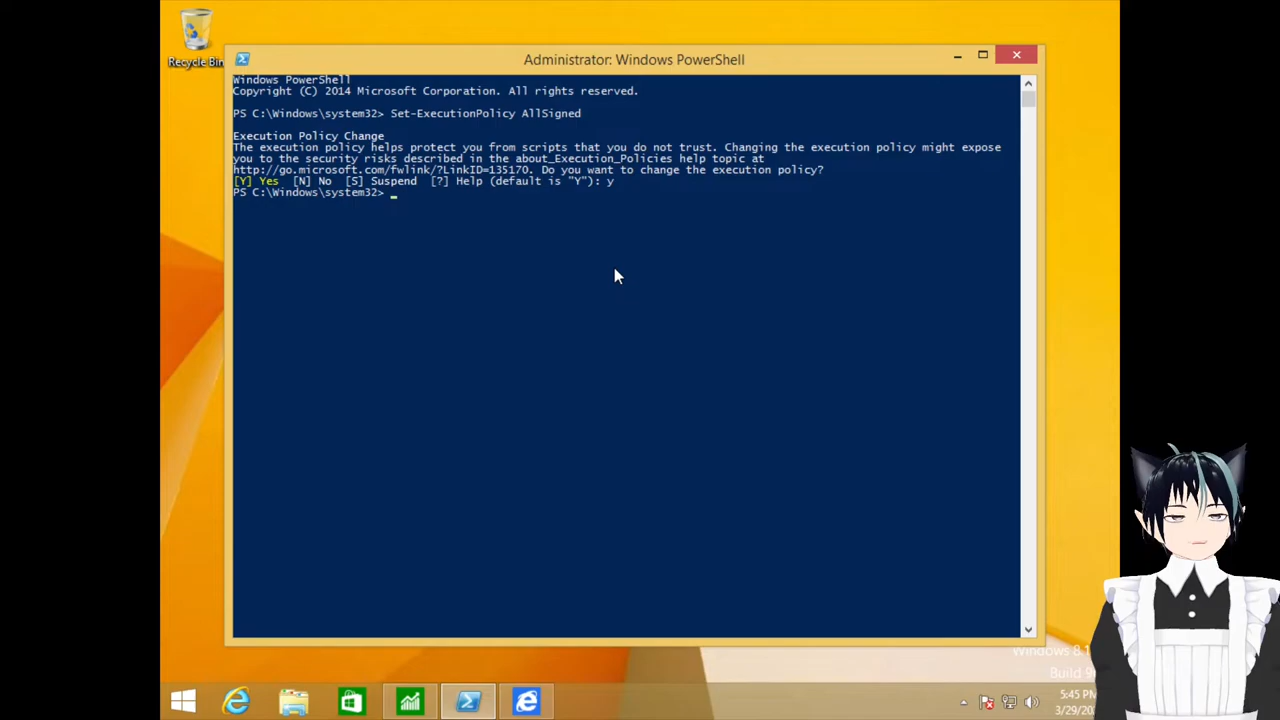 Recycle Bin
Administrator: Windows PowerShell
Windows PowerShell
Copyright (C) 2014 Microsoft Corporation. All rights reserved.
PS C:\Windows\system32> Set-ExecutionPolicy AllSigned
Execution Policy Change
The execution policy helps protect you from scripts that you do not trust. Changing the execution policy might expose
you to the security risks described in the about_Execution_Policies help topic at
http://go.microsoft.com/fwlink/?LinkID=135170. Do you want to change the execution policy?
[Y] Yes  [N] No  [S] Suspend  [?] Help (default is "Y"): y
PS C:\Windows\system32>
Windows 8.1
Build
5:45 PM